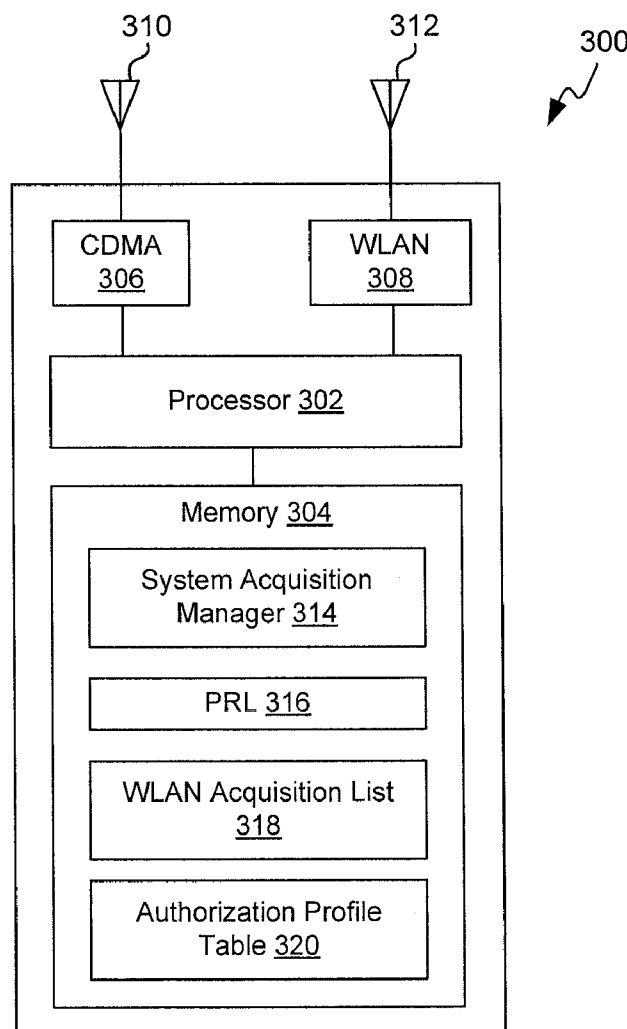 310
312
300
CDMA
306
WLAN
308
Processor 302
Memory 304
System Acquisition
Manager 314
PRL 316
WLAN Acquisition List
318
Authorization Profile
Table 320